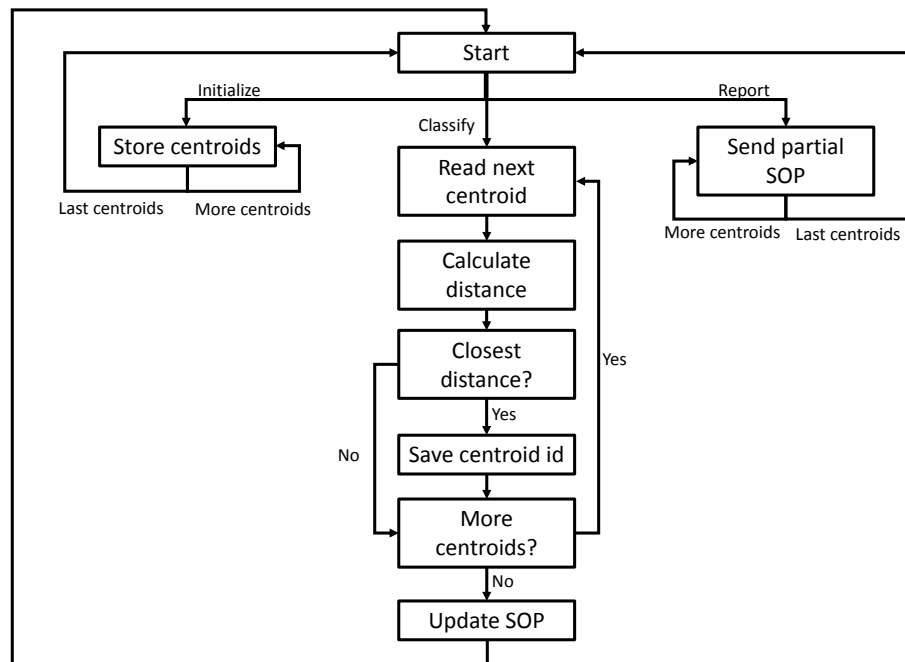 Start
Initialize
Report
Classify
Store centroids
Send partial
SOP
Last centroids
More centroids
Read next
centroid
More centroids
Last centroids
Calculate
distance
Closest
distance?
Yes
Yes
No
Save centroid id
More
centroids?
No
Update SOP